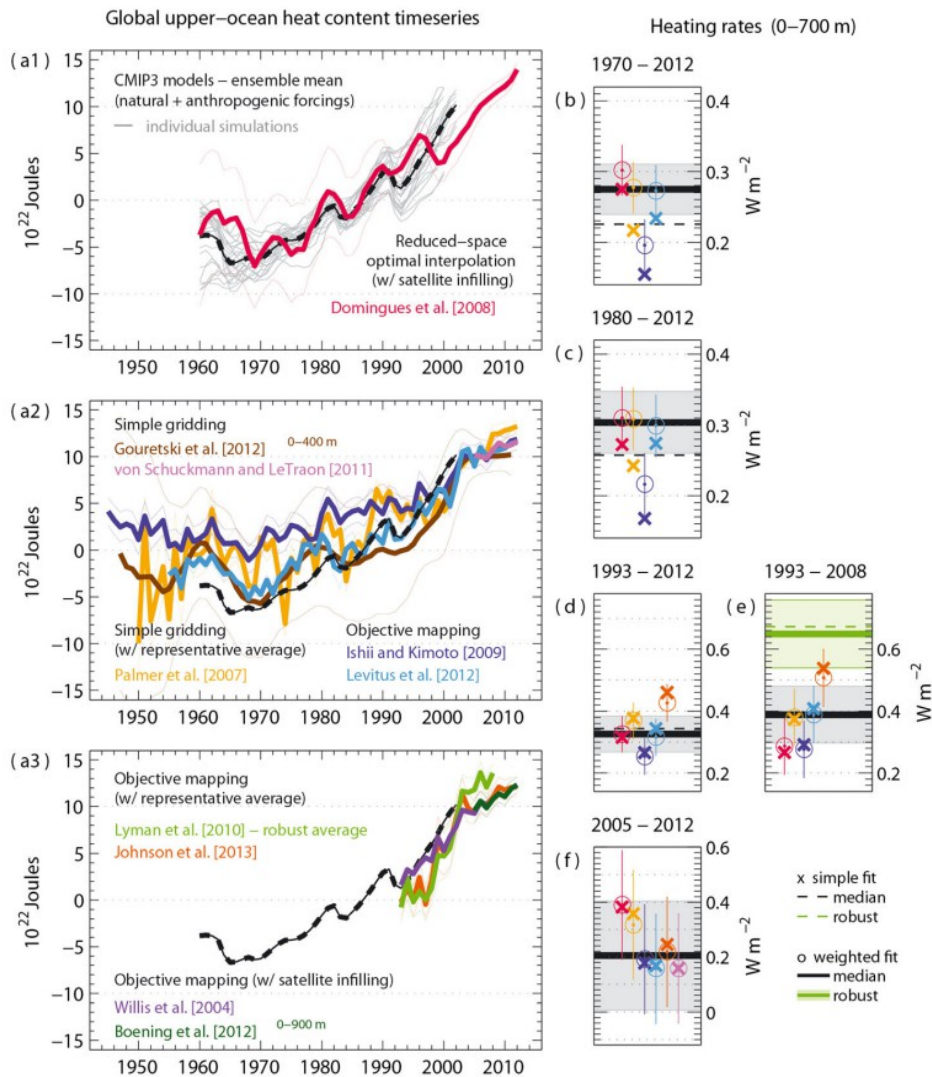 Global upper−ocean heat content timeseries
Heating rates (0−700 m)
(a1)
CMIP3 models − ensemble mean
(natural + anthropogenic forcings)
individual simulations
Reduced−space
optimal interpolation
(w/ satellite infilling)
Domingues et al. [2008]
10²² Joules
15
10
5
0
−5
−10
−15
1950 1960 1970 1980 1990 2000 2010
(a2)
Simple gridding
Gouretski et al. [2012] 0−400 m
von Schuckmann and LeTraon [2011]
Simple gridding
(w/ representative average)
Palmer et al. [2007]
Objective mapping
Ishii and Kimoto [2009]
Levitus et al. [2012]
10²² Joules
15
10
5
0
−5
−10
−15
1950 1960 1970 1980 1990 2000 2010
(a3)
Objective mapping
(w/ representative average)
Lyman et al. [2010] − robust average
Johnson et al. [2013]
Objective mapping (w/ satellite infilling)
Willis et al. [2004]
Boening et al. [2012] 0−900 m
10²² Joules
15
10
5
0
−5
−10
−15
1950 1960 1970 1980 1990 2000 2010
1970 − 2012
(b)
0.4
0.3
0.2
W m⁻²
1980 − 2012
(c)
0.4
0.3
0.2
W m⁻²
1993 − 2012
(d)
0.6
0.4
0.2
1993 − 2008
(e)
0.6
0.4
0.2
W m⁻²
2005 − 2012
(f)
0.6
0.4
0.2
0
W m⁻²
x simple fit
median
robust
o weighted fit
median
robust